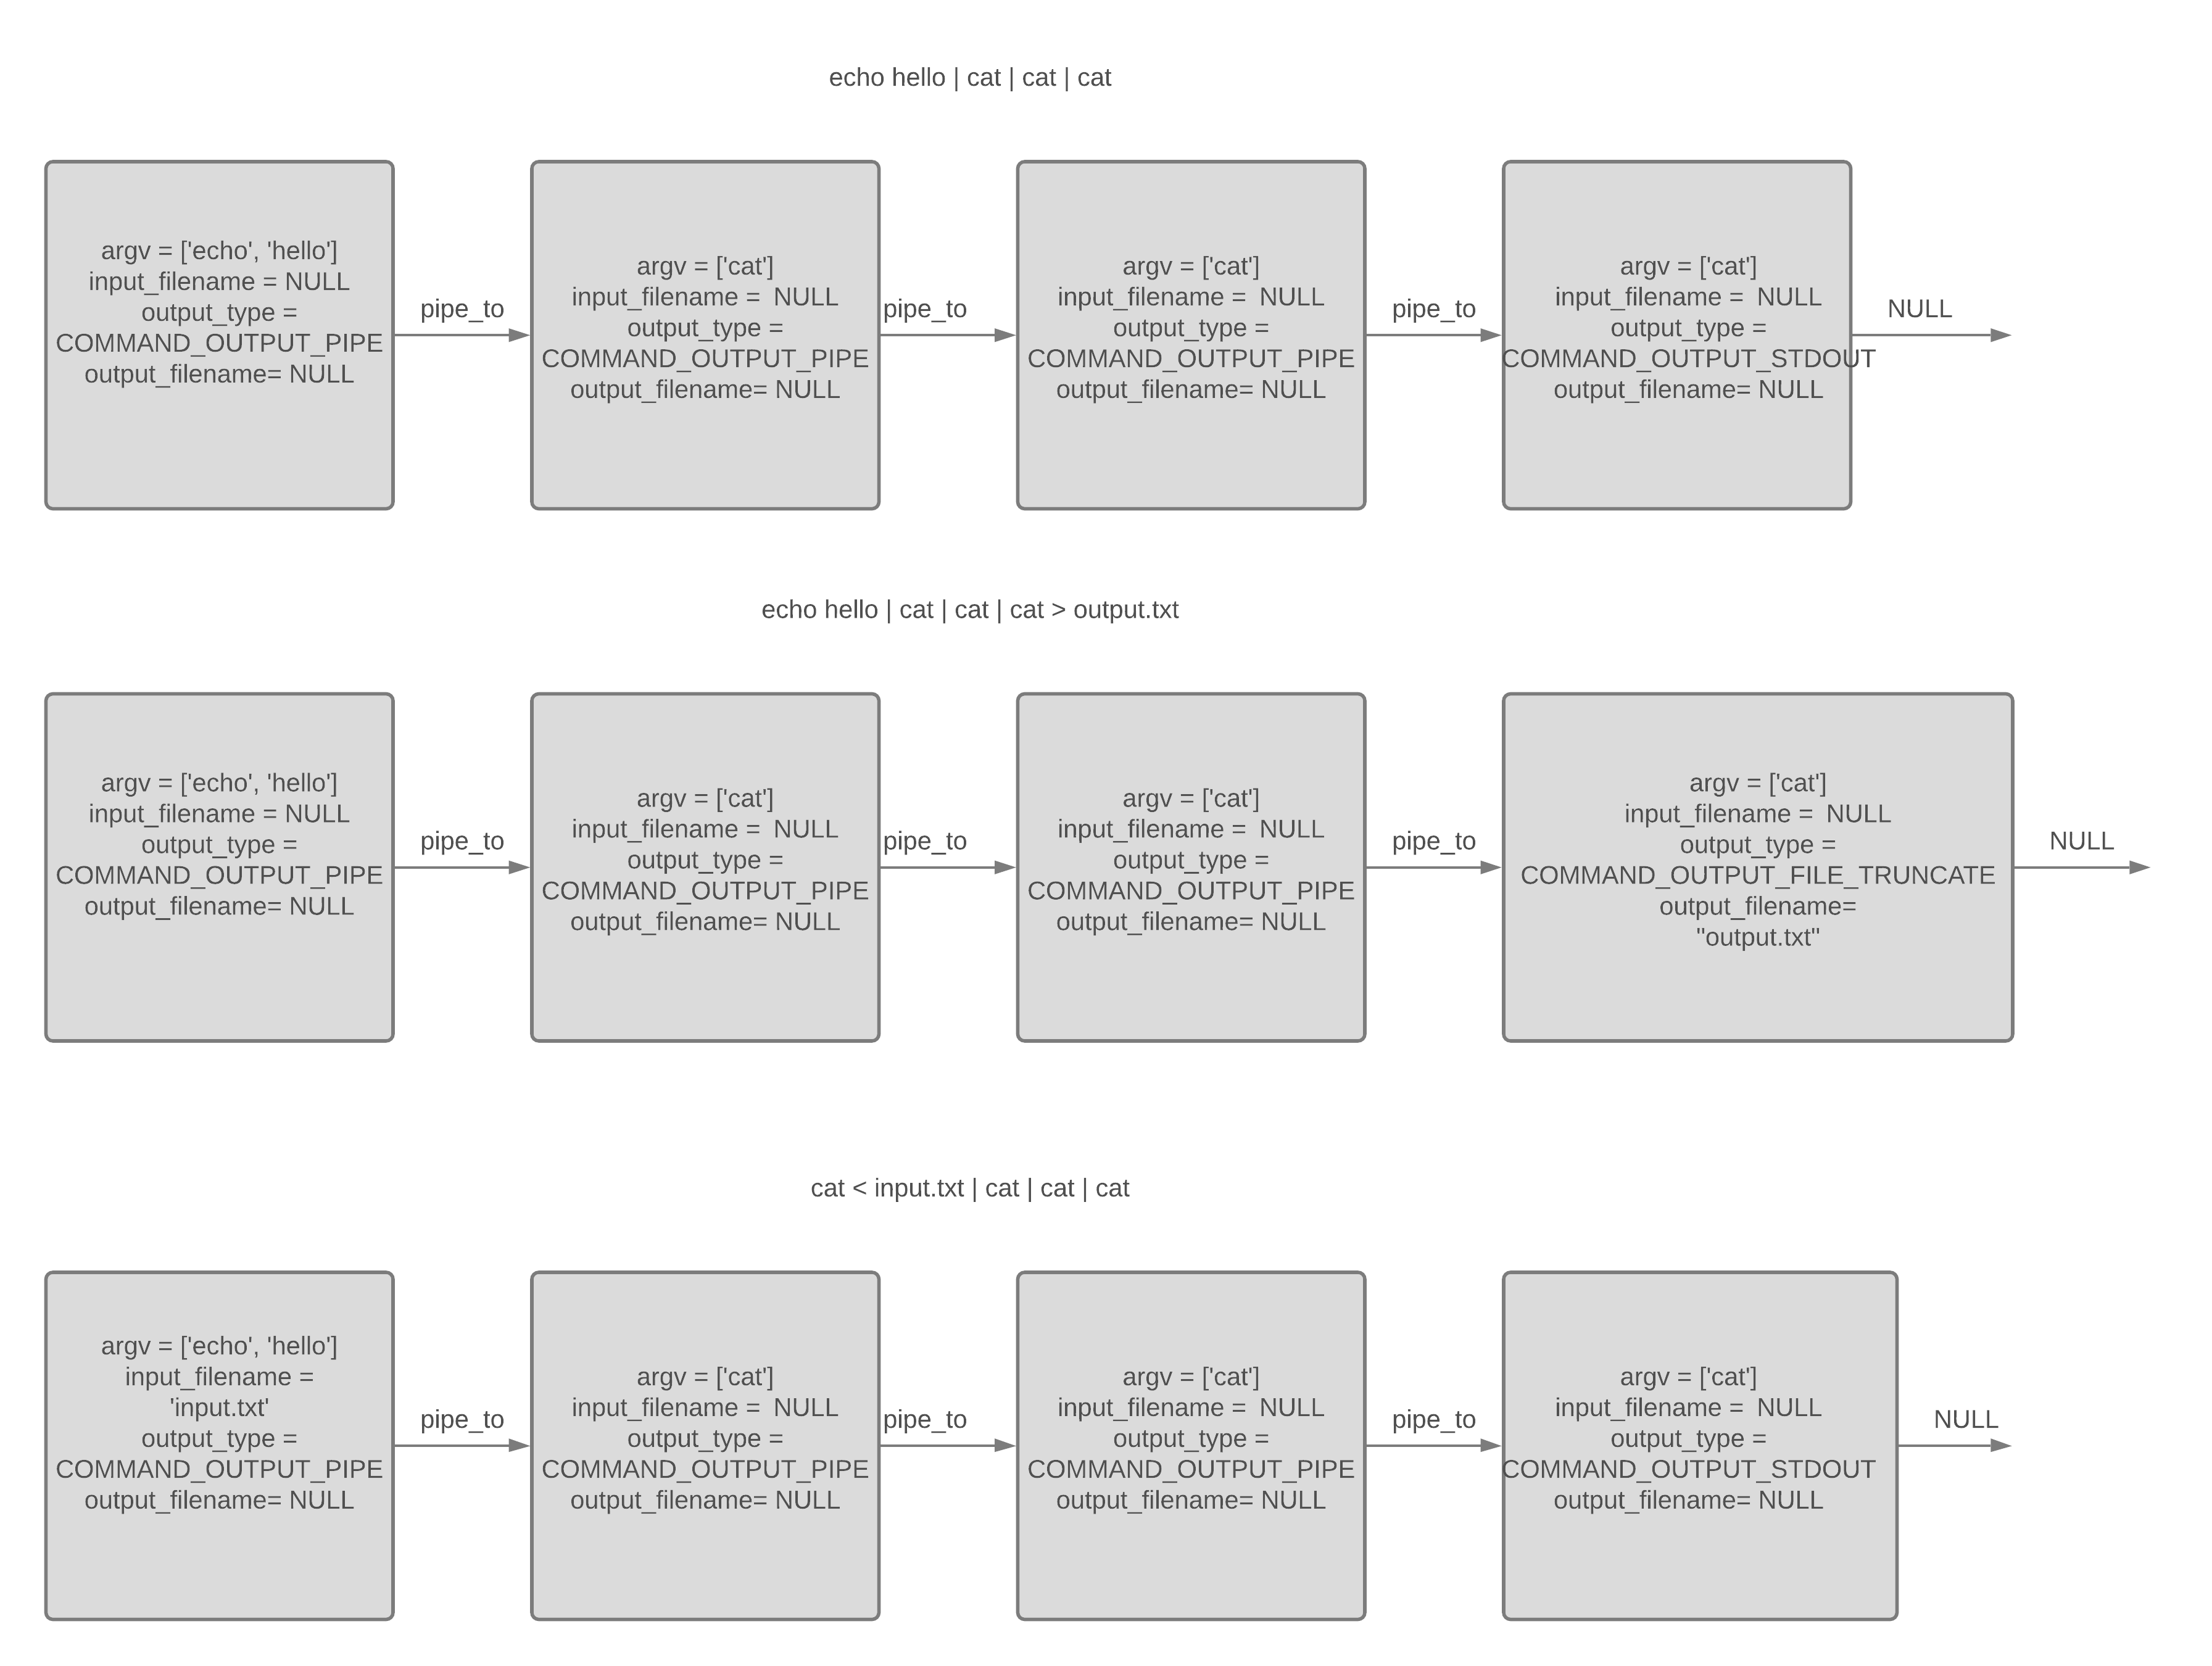 echo hello | cat | cat | cat
argv = ['echo', 'hello']
input_filename = NULL
output_type =
COMMAND_OUTPUT_PIPE
output_filename= NULL
pipe_to
argv = ['cat']
input_filename =  NULL
output_type =
COMMAND_OUTPUT_PIPE
output_filename= NULL
pipe_to
argv = ['cat']
input_filename =  NULL
output_type =
COMMAND_OUTPUT_PIPE
output_filename= NULL
pipe_to
argv = ['cat']
input_filename =  NULL
output_type =
COMMAND_OUTPUT_STDOUT
output_filename= NULL
NULL
echo hello | cat | cat | cat > output.txt
argv = ['echo', 'hello']
input_filename = NULL
output_type =
COMMAND_OUTPUT_PIPE
output_filename= NULL
pipe_to
argv = ['cat']
input_filename =  NULL
output_type =
COMMAND_OUTPUT_PIPE
output_filename= NULL
pipe_to
argv = ['cat']
input_filename =  NULL
output_type =
COMMAND_OUTPUT_PIPE
output_filename= NULL
pipe_to
argv = ['cat']
input_filename =  NULL
output_type =
COMMAND_OUTPUT_FILE_TRUNCATE
output_filename=
"output.txt"
NULL
cat < input.txt | cat | cat | cat
argv = ['echo', 'hello']
input_filename =
'input.txt'
output_type =
COMMAND_OUTPUT_PIPE
output_filename= NULL
pipe_to
argv = ['cat']
input_filename =  NULL
output_type =
COMMAND_OUTPUT_PIPE
output_filename= NULL
pipe_to
argv = ['cat']
input_filename =  NULL
output_type =
COMMAND_OUTPUT_PIPE
output_filename= NULL
pipe_to
argv = ['cat']
input_filename =  NULL
output_type =
COMMAND_OUTPUT_STDOUT
output_filename= NULL
NULL